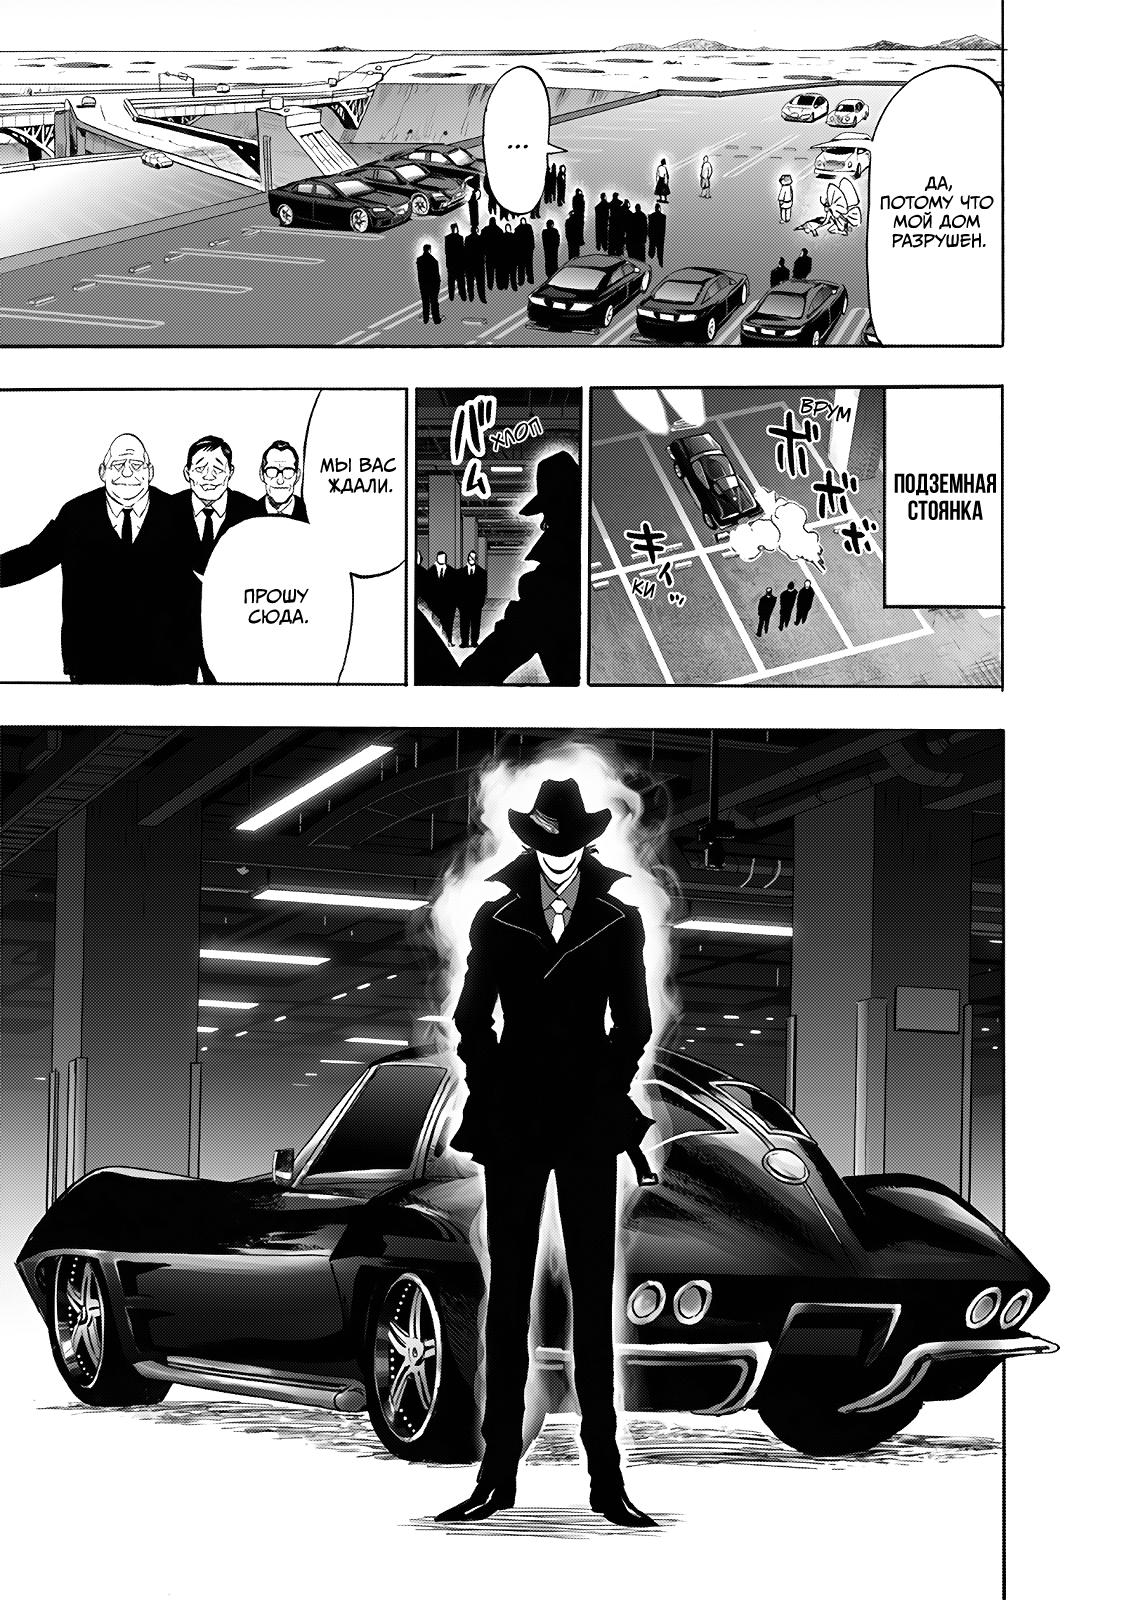 ДА,
ПОТОМУ ЧТО
МОЙ ДОМ
РАЗРУШЕН.
...
ПОДЗЕМНАЯ
СТОЯНКА
ВРУМ
ボボボボ
キィ
КИ
バム
ХЛОП
МЫ ВАС
ЖДАЛИ.
ПРОШУ
СЮДА.